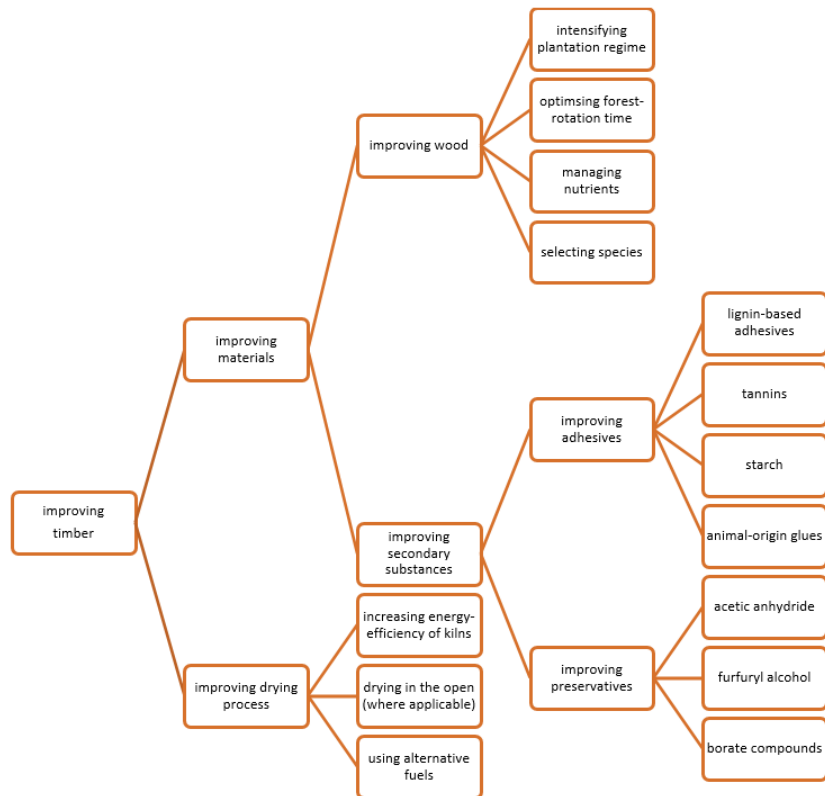 intensifying
plantation regime
optimsing forest-
rotation time
improving wood
managing
nutrients
selecting species
lignin-based
adhesives
improving
materials
tannins
improving
adhesives
starch
improving
timber
improving
secondary
substances
animal-origin glues
increasing energy-
efficiency of kilns
acetic anhydride
improving drying
process
drying in the open
(where applicable)
improving
preservatives
furfuryl alcohol
using alternative
fuels
borate compounds